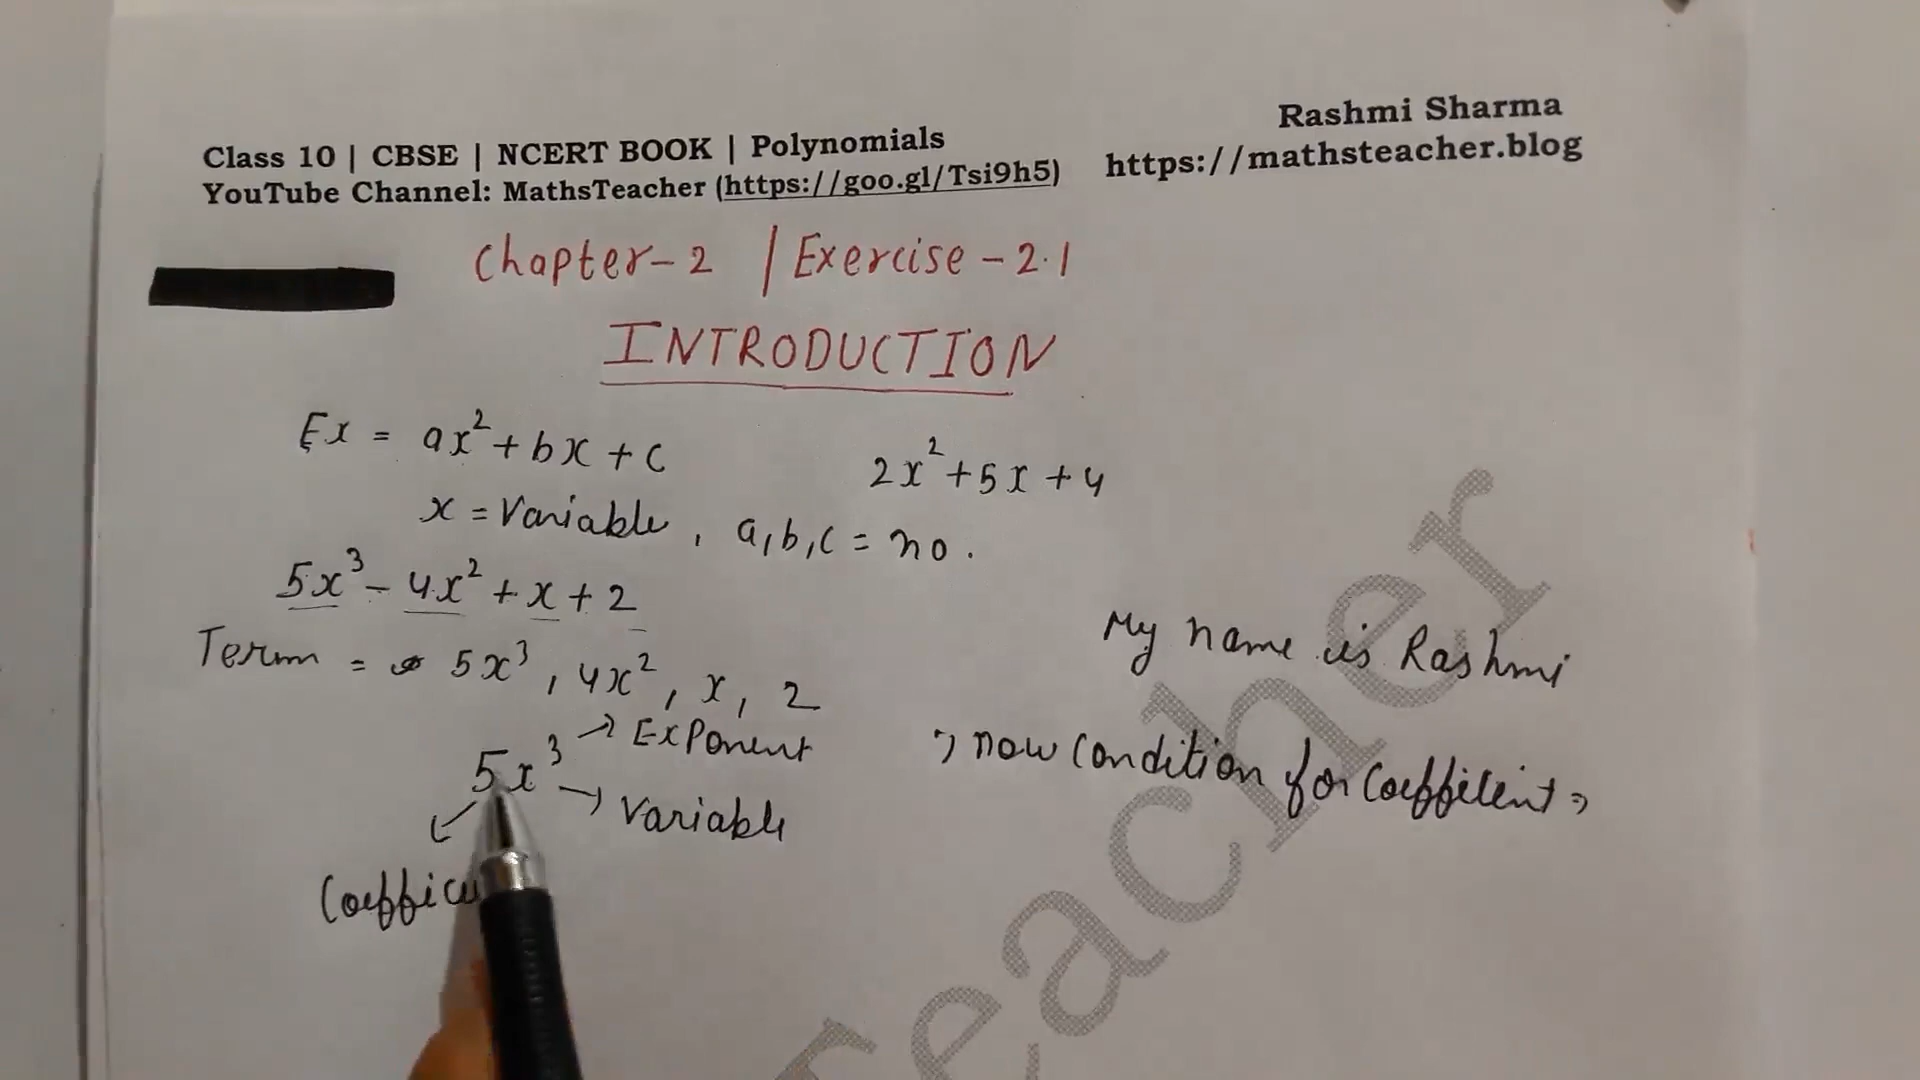 Class 10 | CBSE | NCERT BOOK | Polynomials
YouTube Channel: MathsTeacher (https://goo.gl/Tsi9h5)
Rashmi Sharma
https://mathsteacher.blog
Chapter-2 | Exercise-2.1
INTRODUCTION
Ex = ax² + bx + c
2x² + 5x + 4
x = Variable, a, b, c = no.
5x³ - 4x² + x + 2
Term = 5x³, 4x², x, 2
5x³ → Exponent
→ Variable
My name is Rashmi
now condition for coefficient
eacher